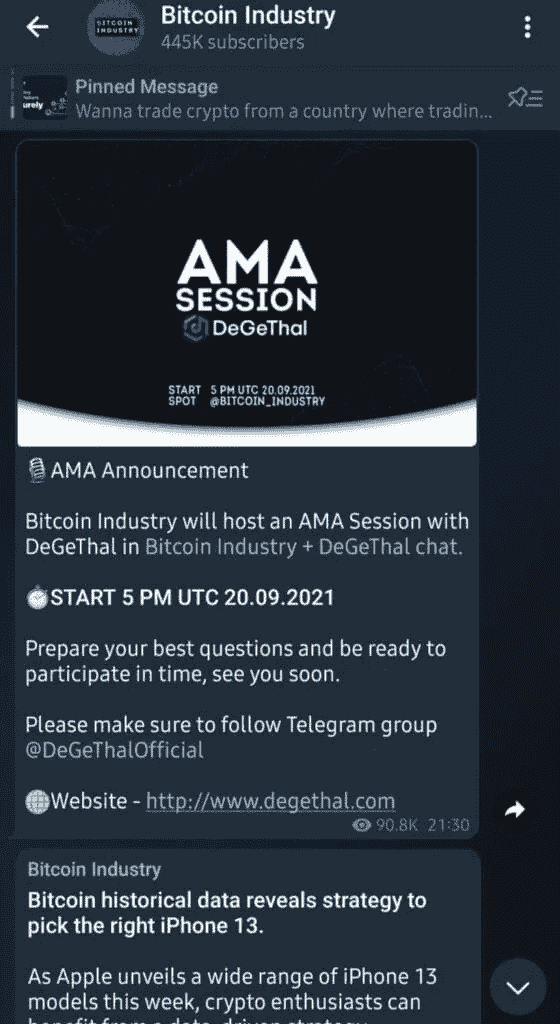 Bitcoin Industry
445K subscribers
BITCOIN
INDUSTRY
Pinned Message
Wanna trade crypto from a country where tradin...
urely
AMA
SESSION
DeGeThal
START 5 PM UTC 20.09.2021
SPOT @BITCOIN_INDUSTRY
AMA Announcement
Bitcoin Industry will host an AMA Session with
DeGeThal in Bitcoin Industry + DeGeThal chat.
START 5 PM UTC 20.09.2021
Prepare your best questions and be ready to
participate in time, see you soon.
Please make sure to follow Telegram group
@DeGeThalOfficial
Website - http://www.degethal.com
90.8K 21:30
Bitcoin Industry
Bitcoin historical data reveals strategy to
pick the right iPhone 13.
As Apple unveils a wide range of iPhone 13
models this week, crypto enthusiasts can